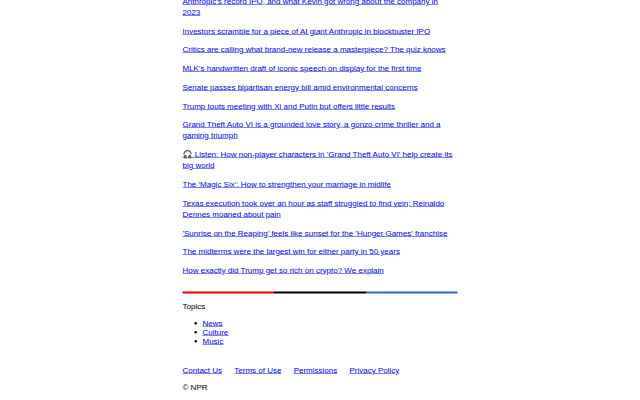 Anthropic's record IPO, and what Kevin got wrong about the company in
2023
Investors scramble for a piece of AI giant Anthropic in blockbuster IPO
Critics are calling what brand-new release a masterpiece? The quiz knows
MLK's handwritten draft of iconic speech on display for the first time
Senate passes bipartisan energy bill amid environmental concerns
Trump touts meeting with Xi and Putin but offers little results
Grand Theft Auto VI is a grounded love story, a gonzo crime thriller and a
gaming triumph
🎧 Listen: How non-player characters in 'Grand Theft Auto VI' help create its
big world
The 'Magic Six': How to strengthen your marriage in midlife
Texas execution took over an hour as staff struggled to find vein; Reinaldo
Dennes moaned about pain
'Sunrise on the Reaping' feels like sunset for the 'Hunger Games' franchise
The midterms were the largest win for either party in 50 years
How exactly did Trump get so rich on crypto? We explain
Topics
• News
• Culture
• Music
Contact Us Terms of Use Permissions Privacy Policy
© NPR